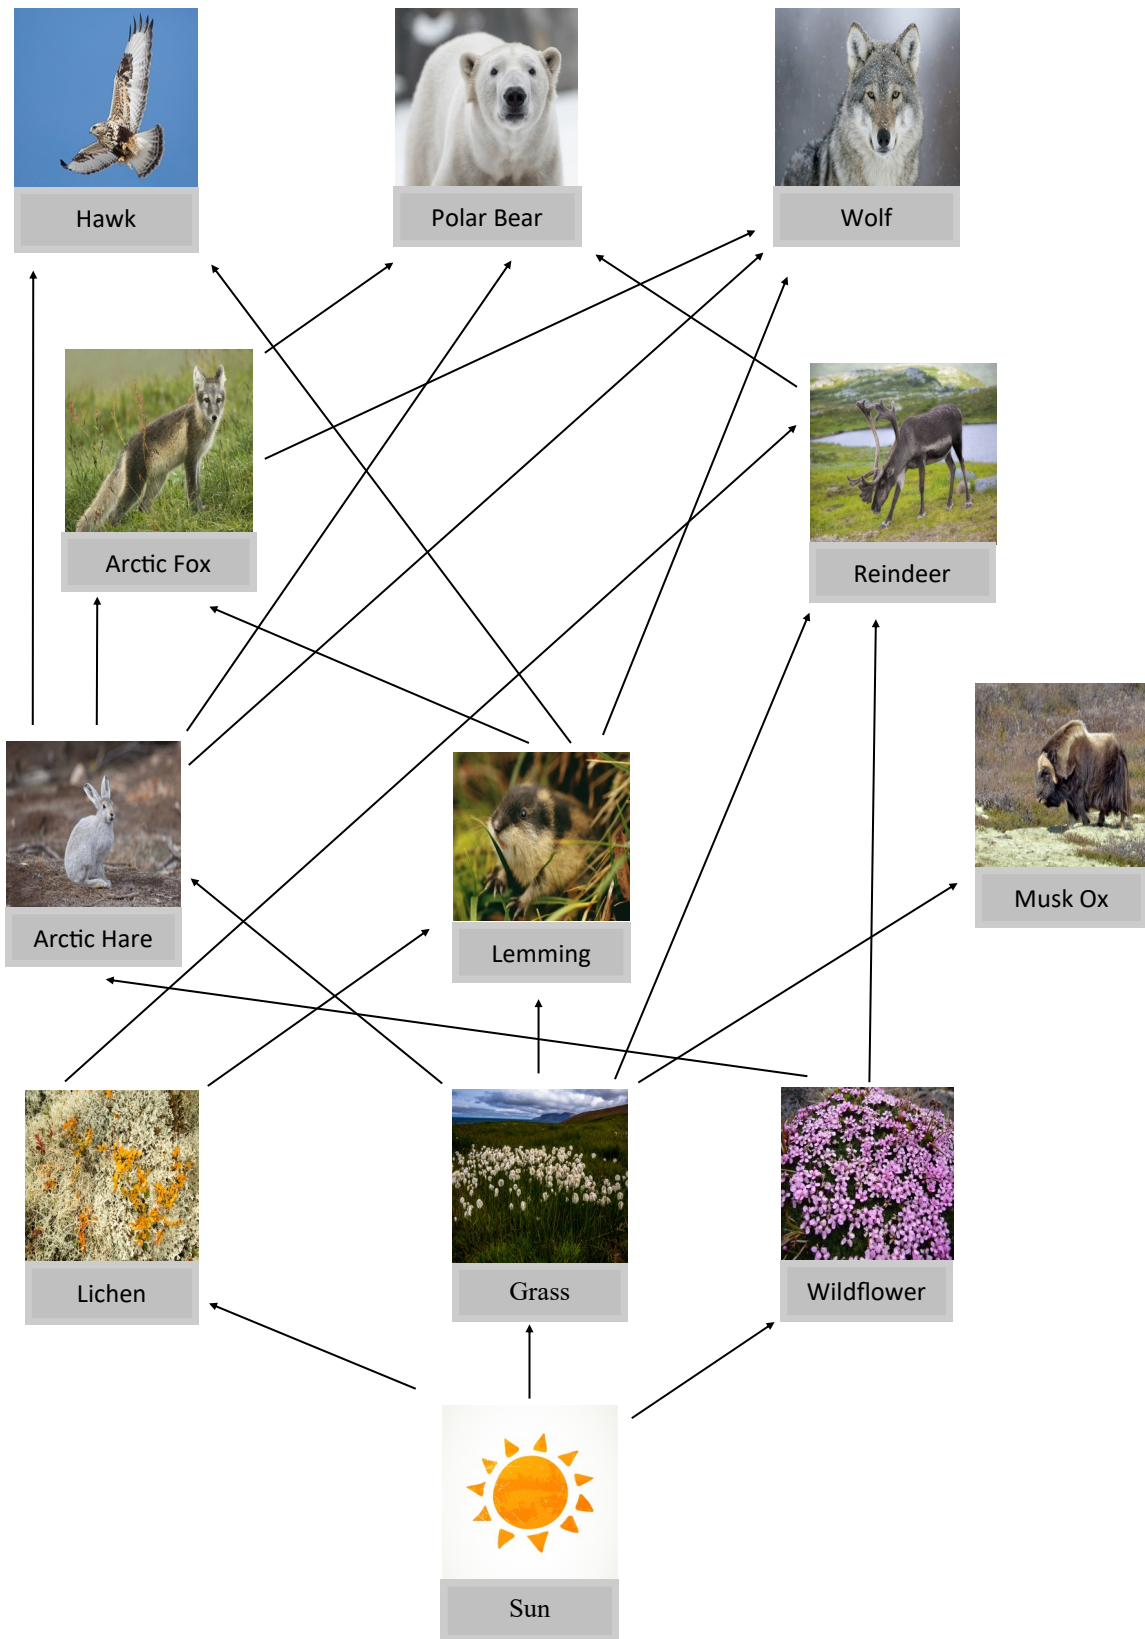 Hawk
Polar Bear
Wolf
Arctic Fox
Reindeer
Musk Ox
Arctic Hare
Lemming
Lichen
Grass
Wildflower
Sun